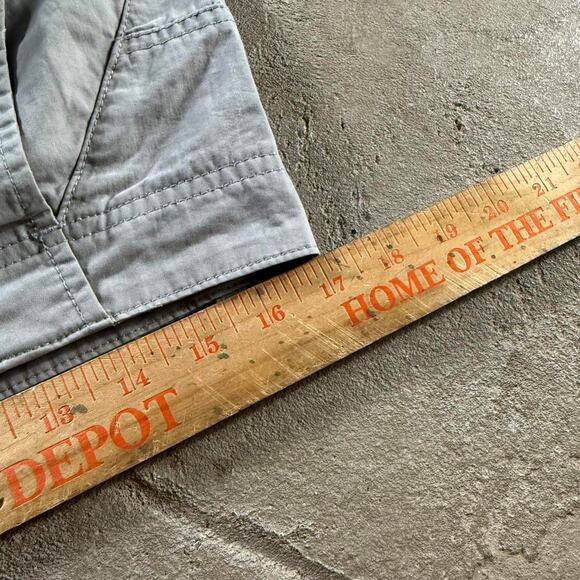 13 14 15 16 17 18 19 20 21
DEPOT HOME OF THE